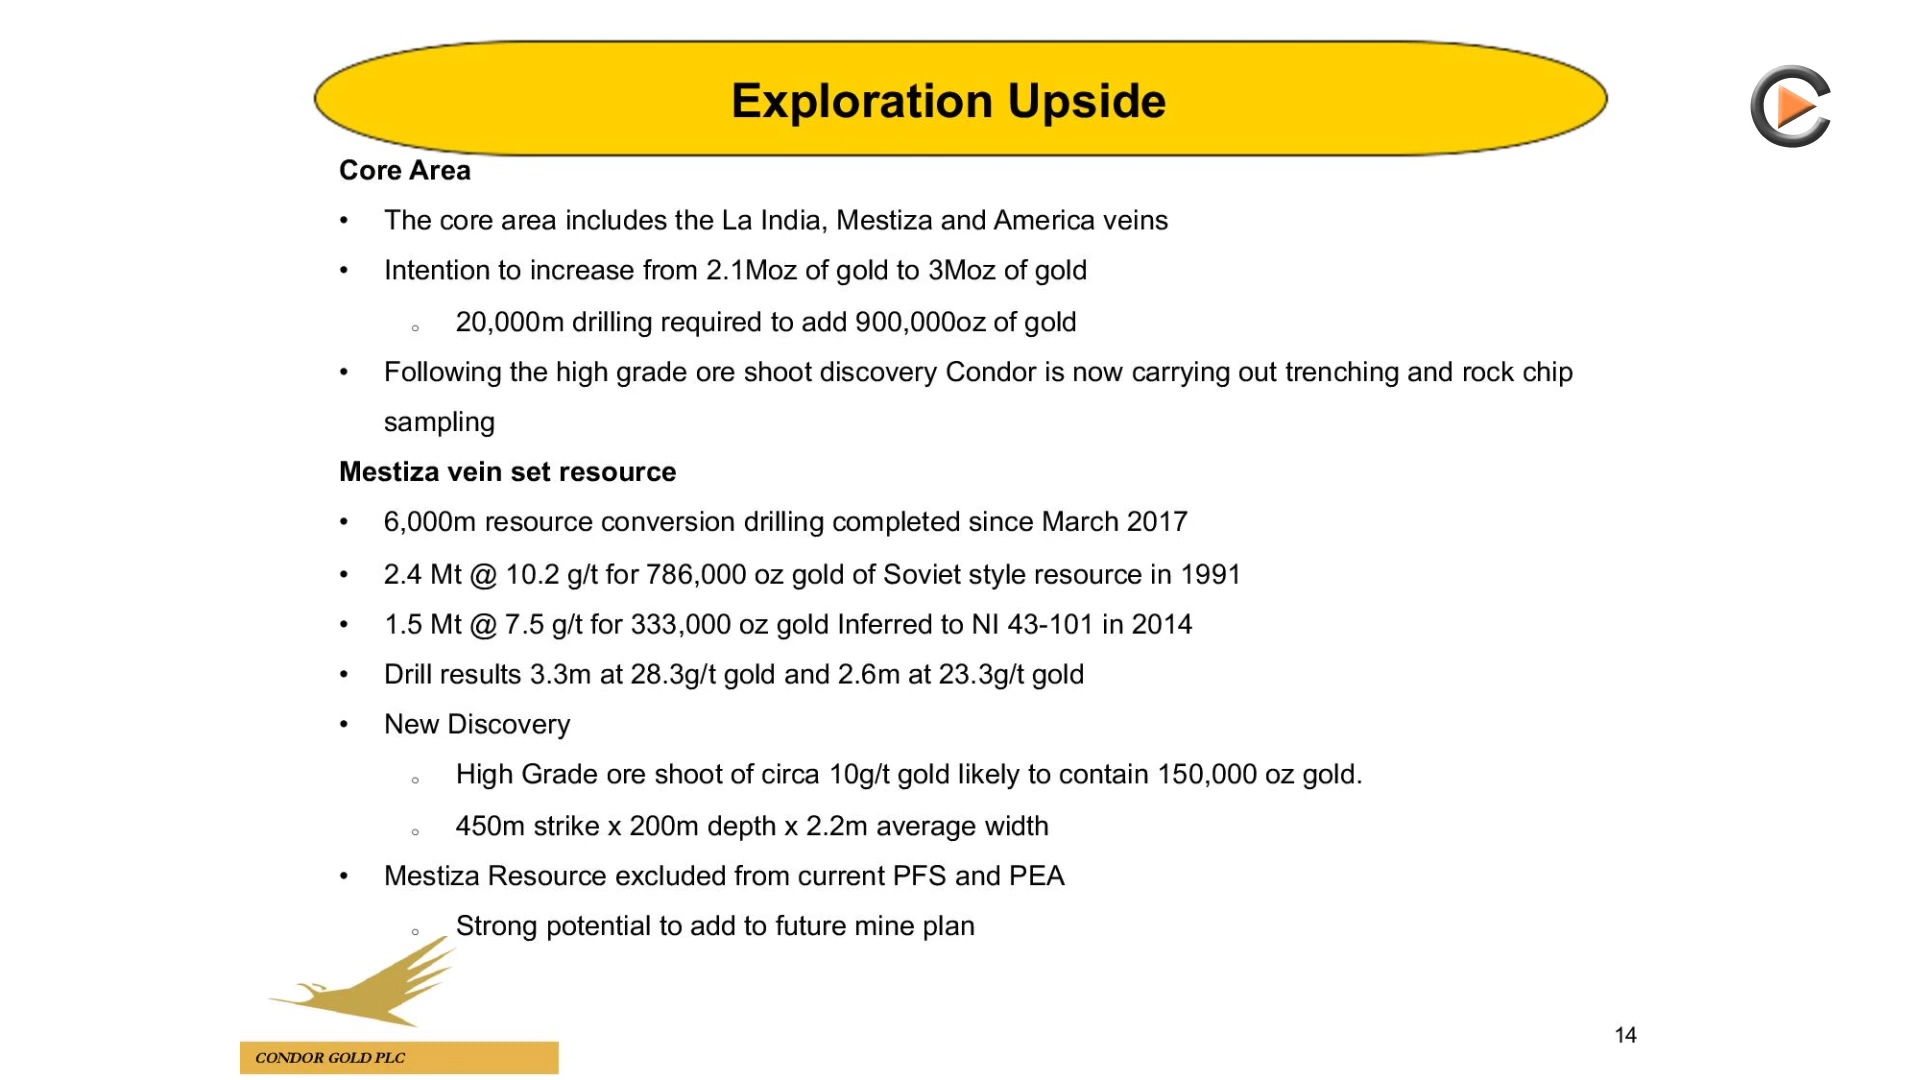 Exploration Upside
Core Area
• The core area includes the La India, Mestiza and America veins
• Intention to increase from 2.1Moz of gold to 3Moz of gold
○ 20,000m drilling required to add 900,000oz of gold
• Following the high grade ore shoot discovery Condor is now carrying out trenching and rock chip
sampling
Mestiza vein set resource
• 6,000m resource conversion drilling completed since March 2017
• 2.4 Mt @ 10.2 g/t for 786,000 oz gold of Soviet style resource in 1991
• 1.5 Mt @ 7.5 g/t for 333,000 oz gold Inferred to NI 43-101 in 2014
• Drill results 3.3m at 28.3g/t gold and 2.6m at 23.3g/t gold
• New Discovery
○ High Grade ore shoot of circa 10g/t gold likely to contain 150,000 oz gold.
○ 450m strike x 200m depth x 2.2m average width
• Mestiza Resource excluded from current PFS and PEA
○ Strong potential to add to future mine plan
14
CONDOR GOLD PLC